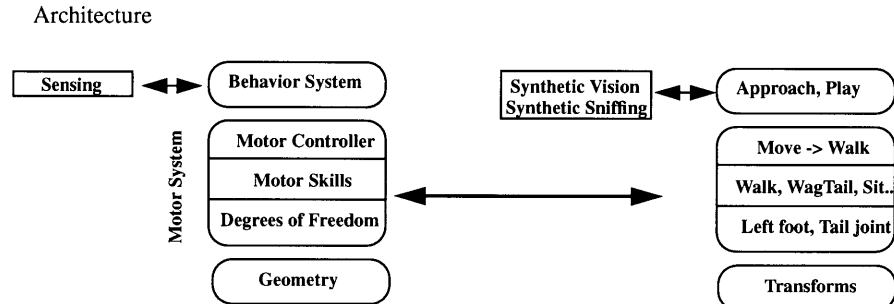 Architecture
Sensing
Behavior System
Motor System
Motor Controller
Motor Skills
Degrees of Freedom
Geometry
Synthetic Vision
Synthetic Sniffing
Approach, Play
Move -> Walk
Walk, WagTail, Sit..
Left foot, Tail joint
Transforms